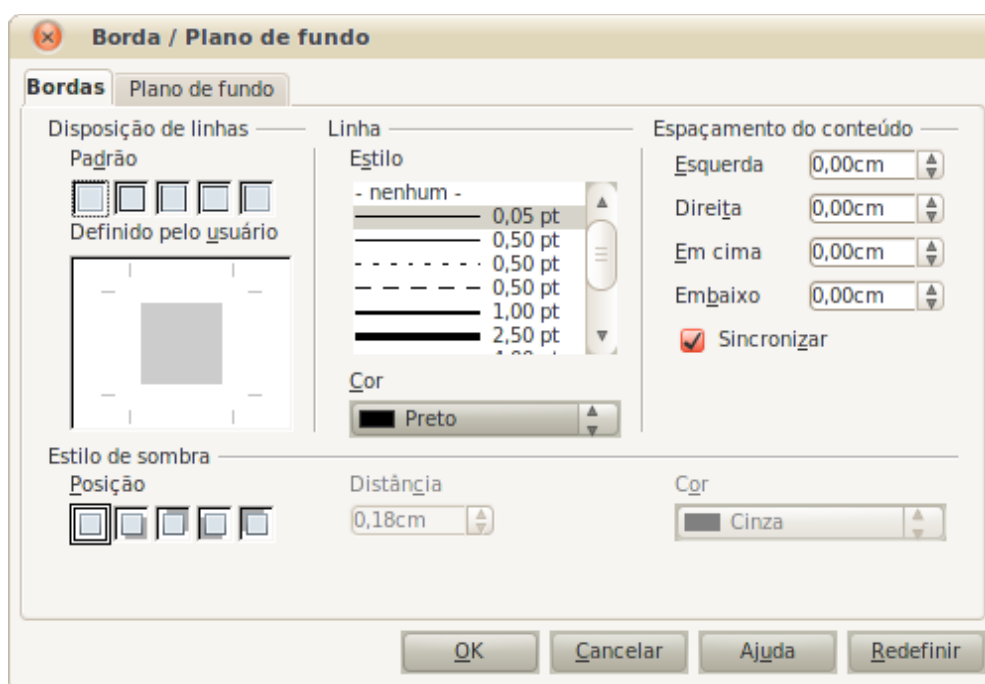 Borda / Plano de fundo
Bordas Plano de fundo
Disposição de linhas
Padrão
Definido pelo usuário
Linha
Estilo
- nenhum -
0,05 pt
0,50 pt
0,50 pt
0,50 pt
1,00 pt
2,50 pt
Cor
Preto
Espaçamento do conteúdo
Esquerda 0,00cm
Direita 0,00cm
Em cima 0,00cm
Embaixo 0,00cm
Sincronizar
Estilo de sombra
Posição
Distância
0,18cm
Cor
Cinza
OK Cancelar Ajuda Redefinir